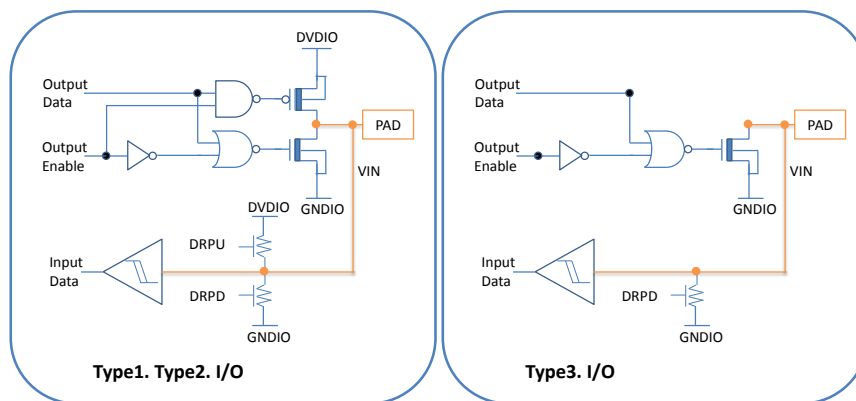 DVDIO
Output
Data
PAD
Output
Enable
VIN
GNDIO
DVDIO
DRPU
Input
Data
DRPD
GNDIO
Type1. Type2. I/O
Output
Data
PAD
Output
Enable
VIN
GNDIO
Input
Data
DRPD
GNDIO
Type3. I/O